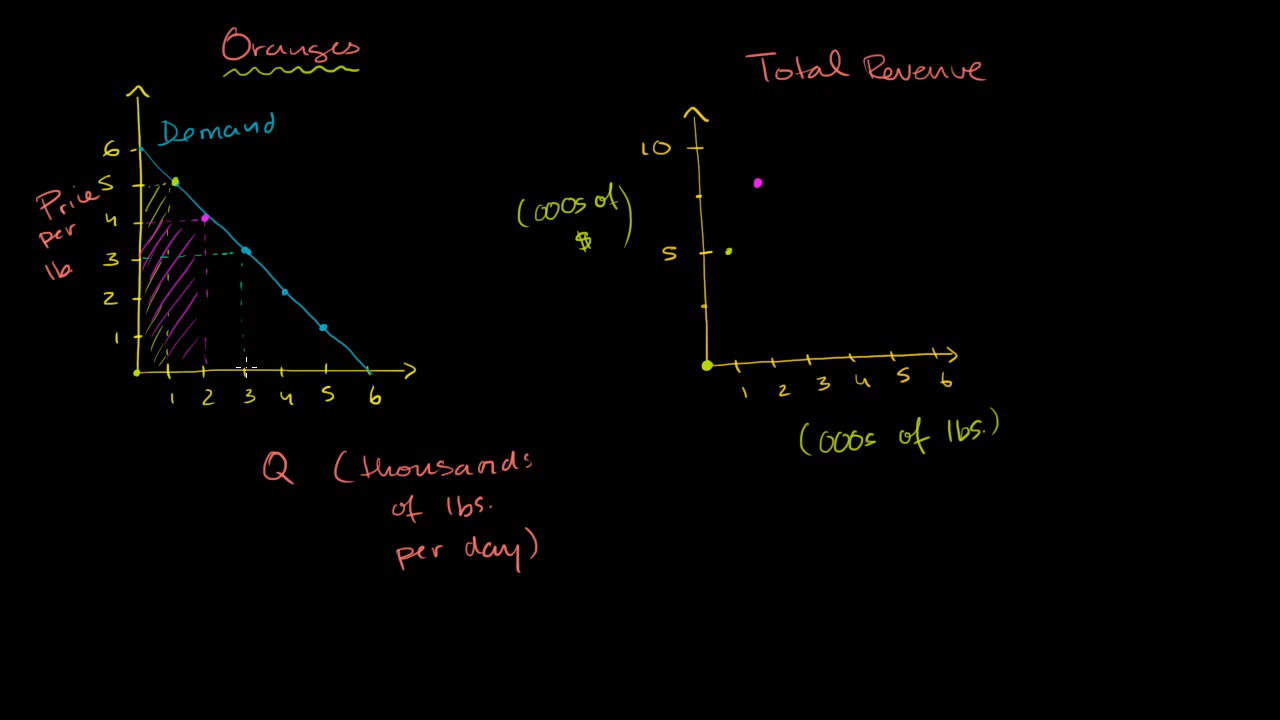 Oranges
Demand
6
5
4
3
2
1
Price
per
lb
1 2 3 4 5 6
Q (thousands
of lbs.
per day)
Total Revenue
10
5
(000s of)
$
1 2 3 4 5 6
(000s of lbs.)